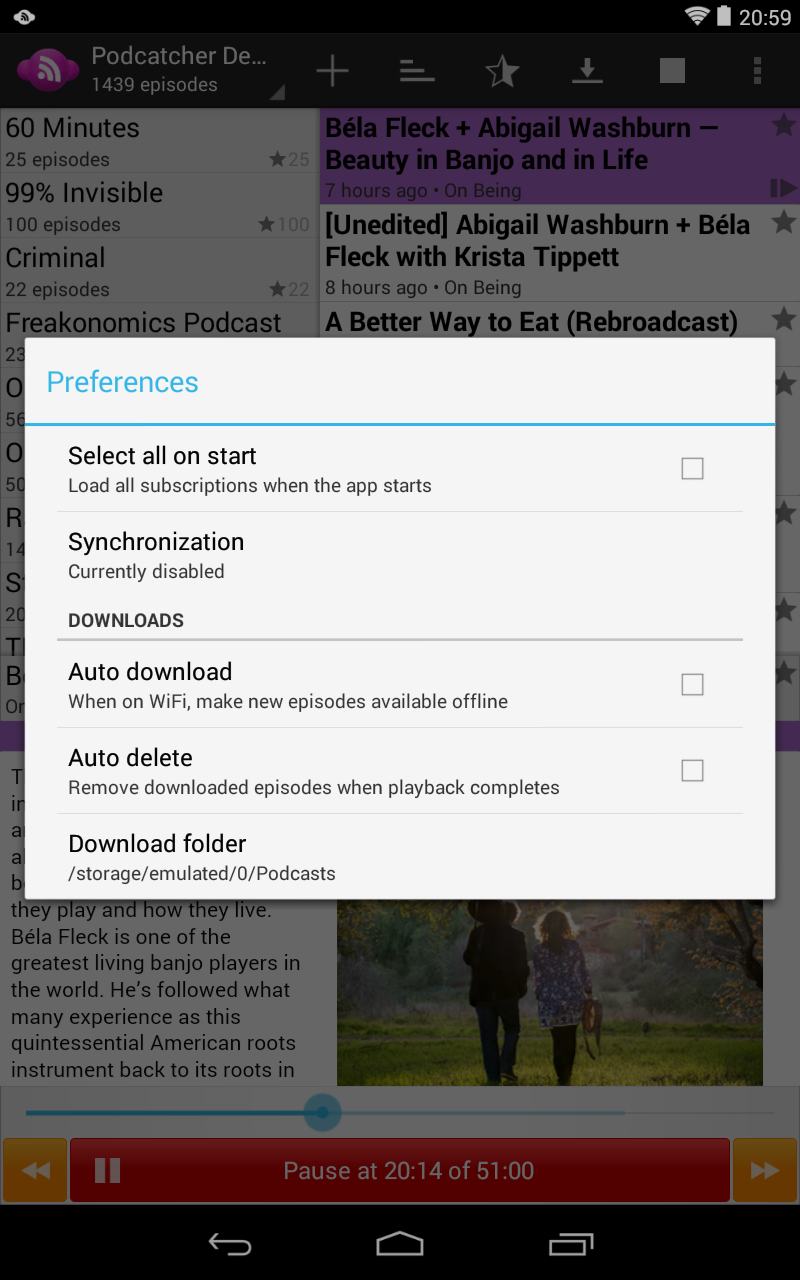 20:59
Podcatcher De...
1439 episodes
60 Minutes
25 episodes
25
99% Invisible
100 episodes
100
Criminal
22 episodes
22
Freakonomics Podcast
Béla Fleck + Abigail Washburn —
Beauty in Banjo and in Life
7 hours ago • On Being
[Unedited] Abigail Washburn + Béla
Fleck with Krista Tippett
8 hours ago • On Being
A Better Way to Eat (Rebroadcast)
Preferences
Select all on start
Load all subscriptions when the app starts
Synchronization
Currently disabled
DOWNLOADS
Auto download
When on WiFi, make new episodes available offline
Auto delete
Remove downloaded episodes when playback completes
Download folder
/storage/emulated/0/Podcasts
they play and how they live.
Béla Fleck is one of the
greatest living banjo players in
the world. He’s followed what
many experience as this
quintessential American roots
instrument back to its roots in
Pause at 20:14 of 51:00